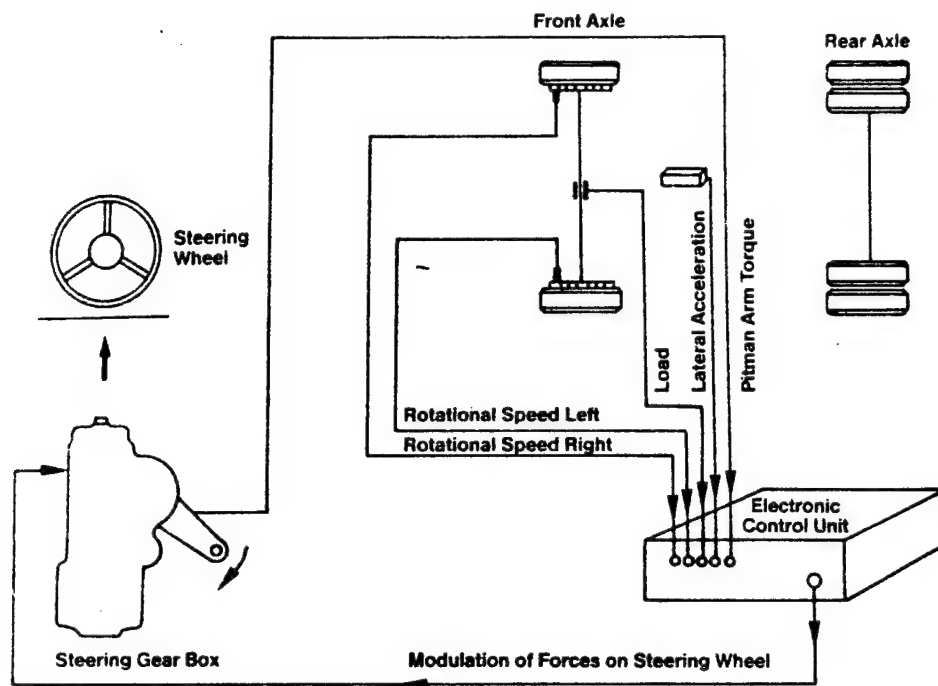 Front Axle
Rear Axle
Steering
Wheel
Load
Lateral Acceleration
Pitman Arm Torque
Rotational Speed Left
Rotational Speed Right
Electronic
Control Unit
Steering Gear Box
Modulation of Forces on Steering Wheel